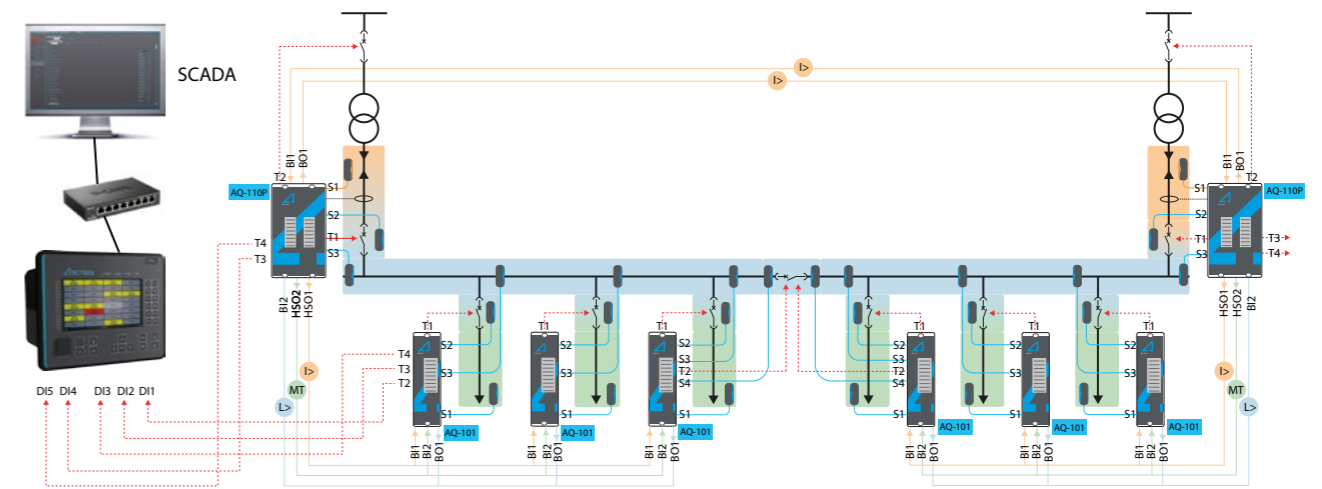 SCADA
I>
I>
T2
BI1
BO1
BI1
BO1
T2
AQ-110P
S1
S2
T1
S3
T4
T3
S1
S2
T1
S3
AQ-110P
T3
T4
BI2
HSO2
HSO1
HSO1
HSO2
BI2
T1
S2
S3
S1
T4
T3
T2
AQ-101
T1
S2
S3
S1
AQ-101
T1
S2
S3
T2
S4
S1
AQ-101
T1
S2
S3
T2
S4
S1
AQ-101
T1
S2
S3
S1
AQ-101
T1
S2
S3
S1
AQ-101
I>
MT
L>
I>
MT
L>
DI5
DI4
DI3
DI2
DI1
BI1
BI2
BO1
BI1
BI2
BO1
BI1
BI2
BO1
BI1
BI2
BO1
BI1
BI2
BO1
BI1
BI2
BO1